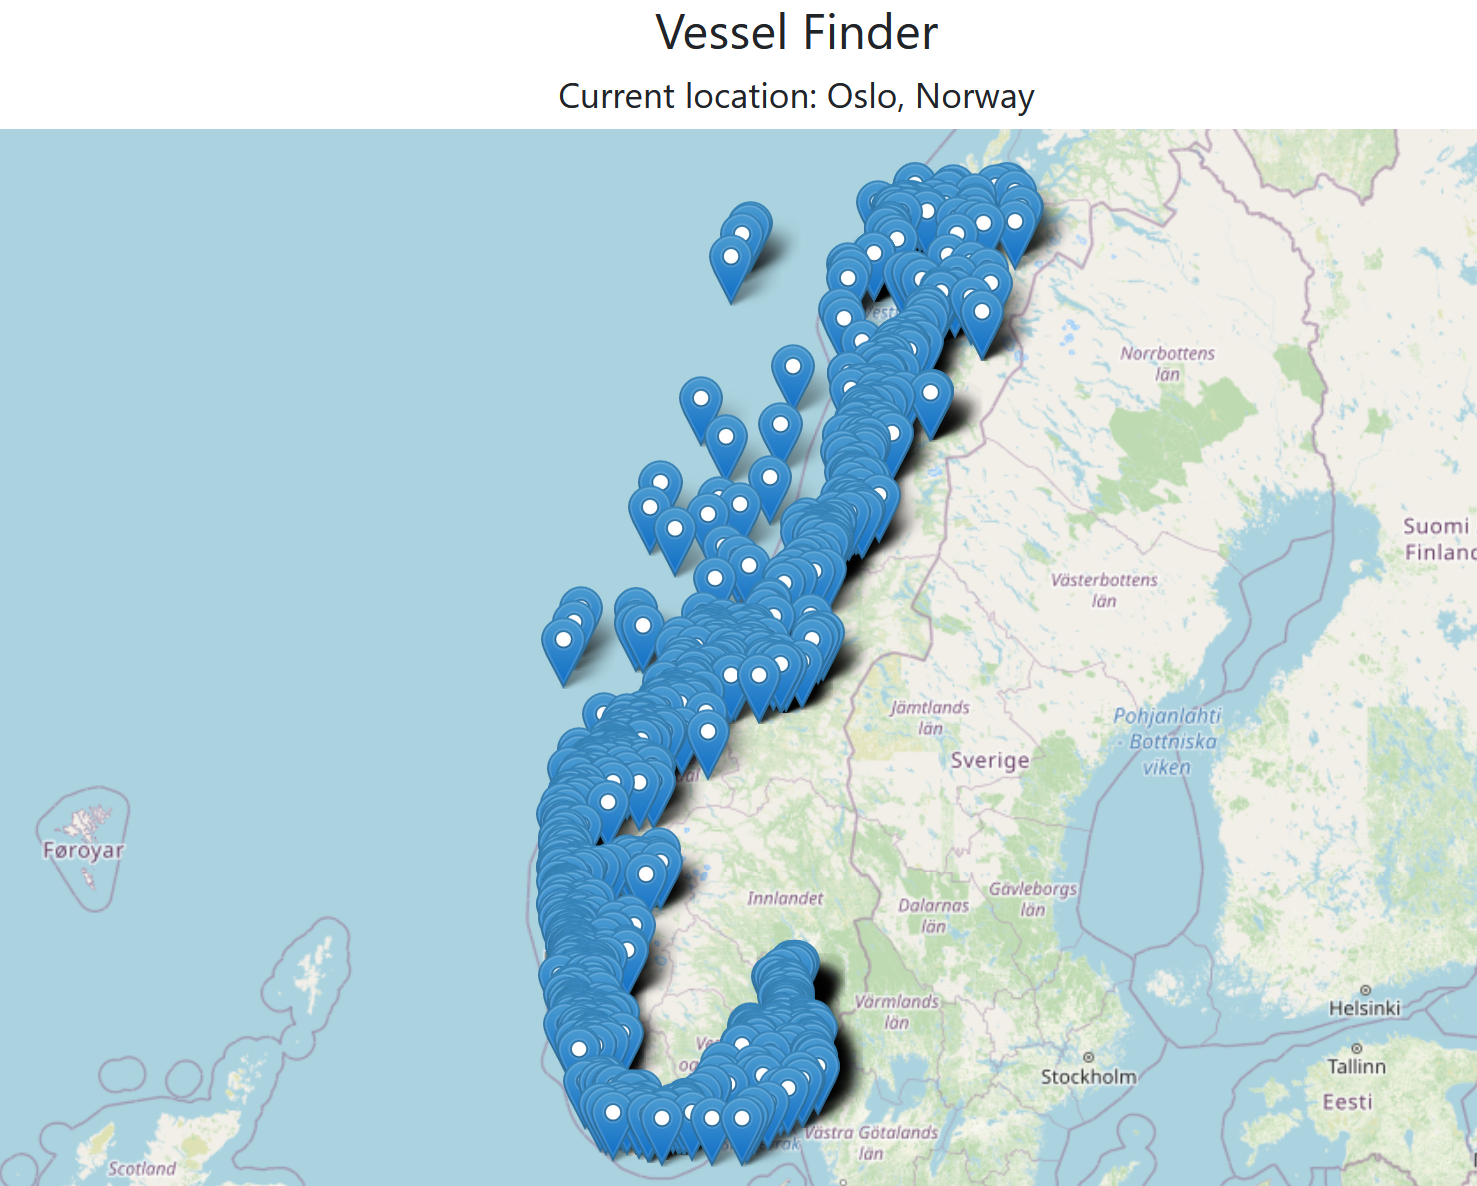 Vessel Finder
Current location: Oslo, Norway
Norrbottens
län
Suomi
Västerbottens
län
Jämtlands
län
Pohjanlahti
- Bottniska
viken
Sverige
Føroyar
Innlandet
Gävleborgs
län
Dalarnas
län
Värmlands
län
Helsinki
Stockholm
Tallinn
Eesti
Västra Götalands
län
Scotland